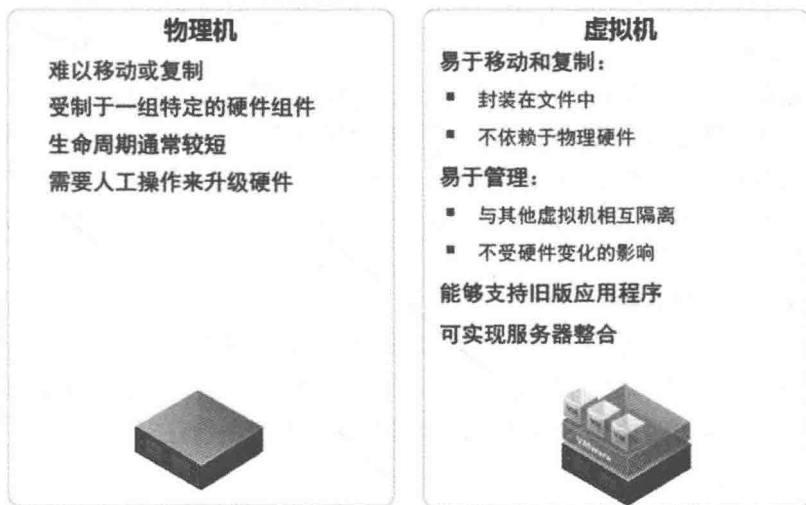 物理机
难以移动或复制
受制于一组特定的硬件组件
生命周期通常较短
需要人工操作来升级硬件
虚拟机
易于移动和复制：
▪ 封装在文件中
▪ 不依赖于物理硬件
易于管理：
▪ 与其他虚拟机相互隔离
▪ 不受硬件变化的影响
能够支持旧版应用程序
可实现服务器整合
VMware